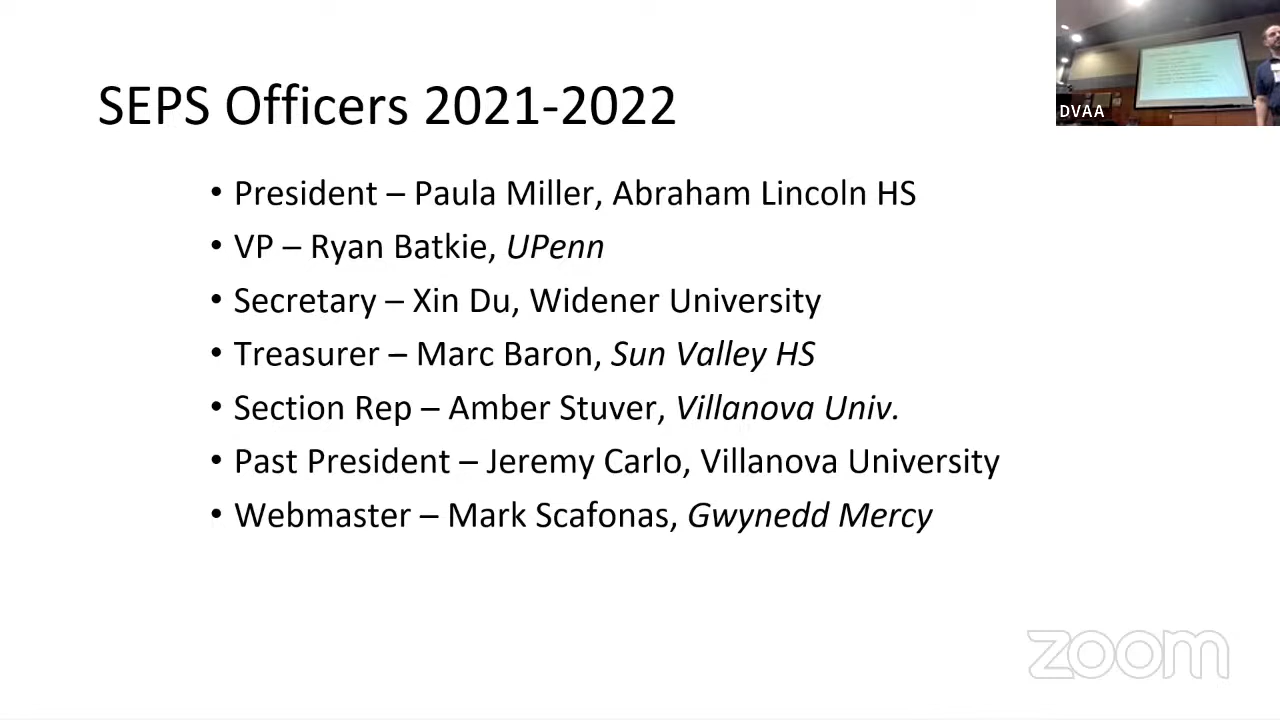 SEPS Officers 2021-2022
DVAA
• President – Paula Miller, Abraham Lincoln HS
• VP – Ryan Batkie, UPenn
• Secretary – Xin Du, Widener University
• Treasurer – Marc Baron, Sun Valley HS
• Section Rep – Amber Stuver, Villanova Univ.
• Past President – Jeremy Carlo, Villanova University
• Webmaster – Mark Scafonas, Gwynedd Mercy
zoom